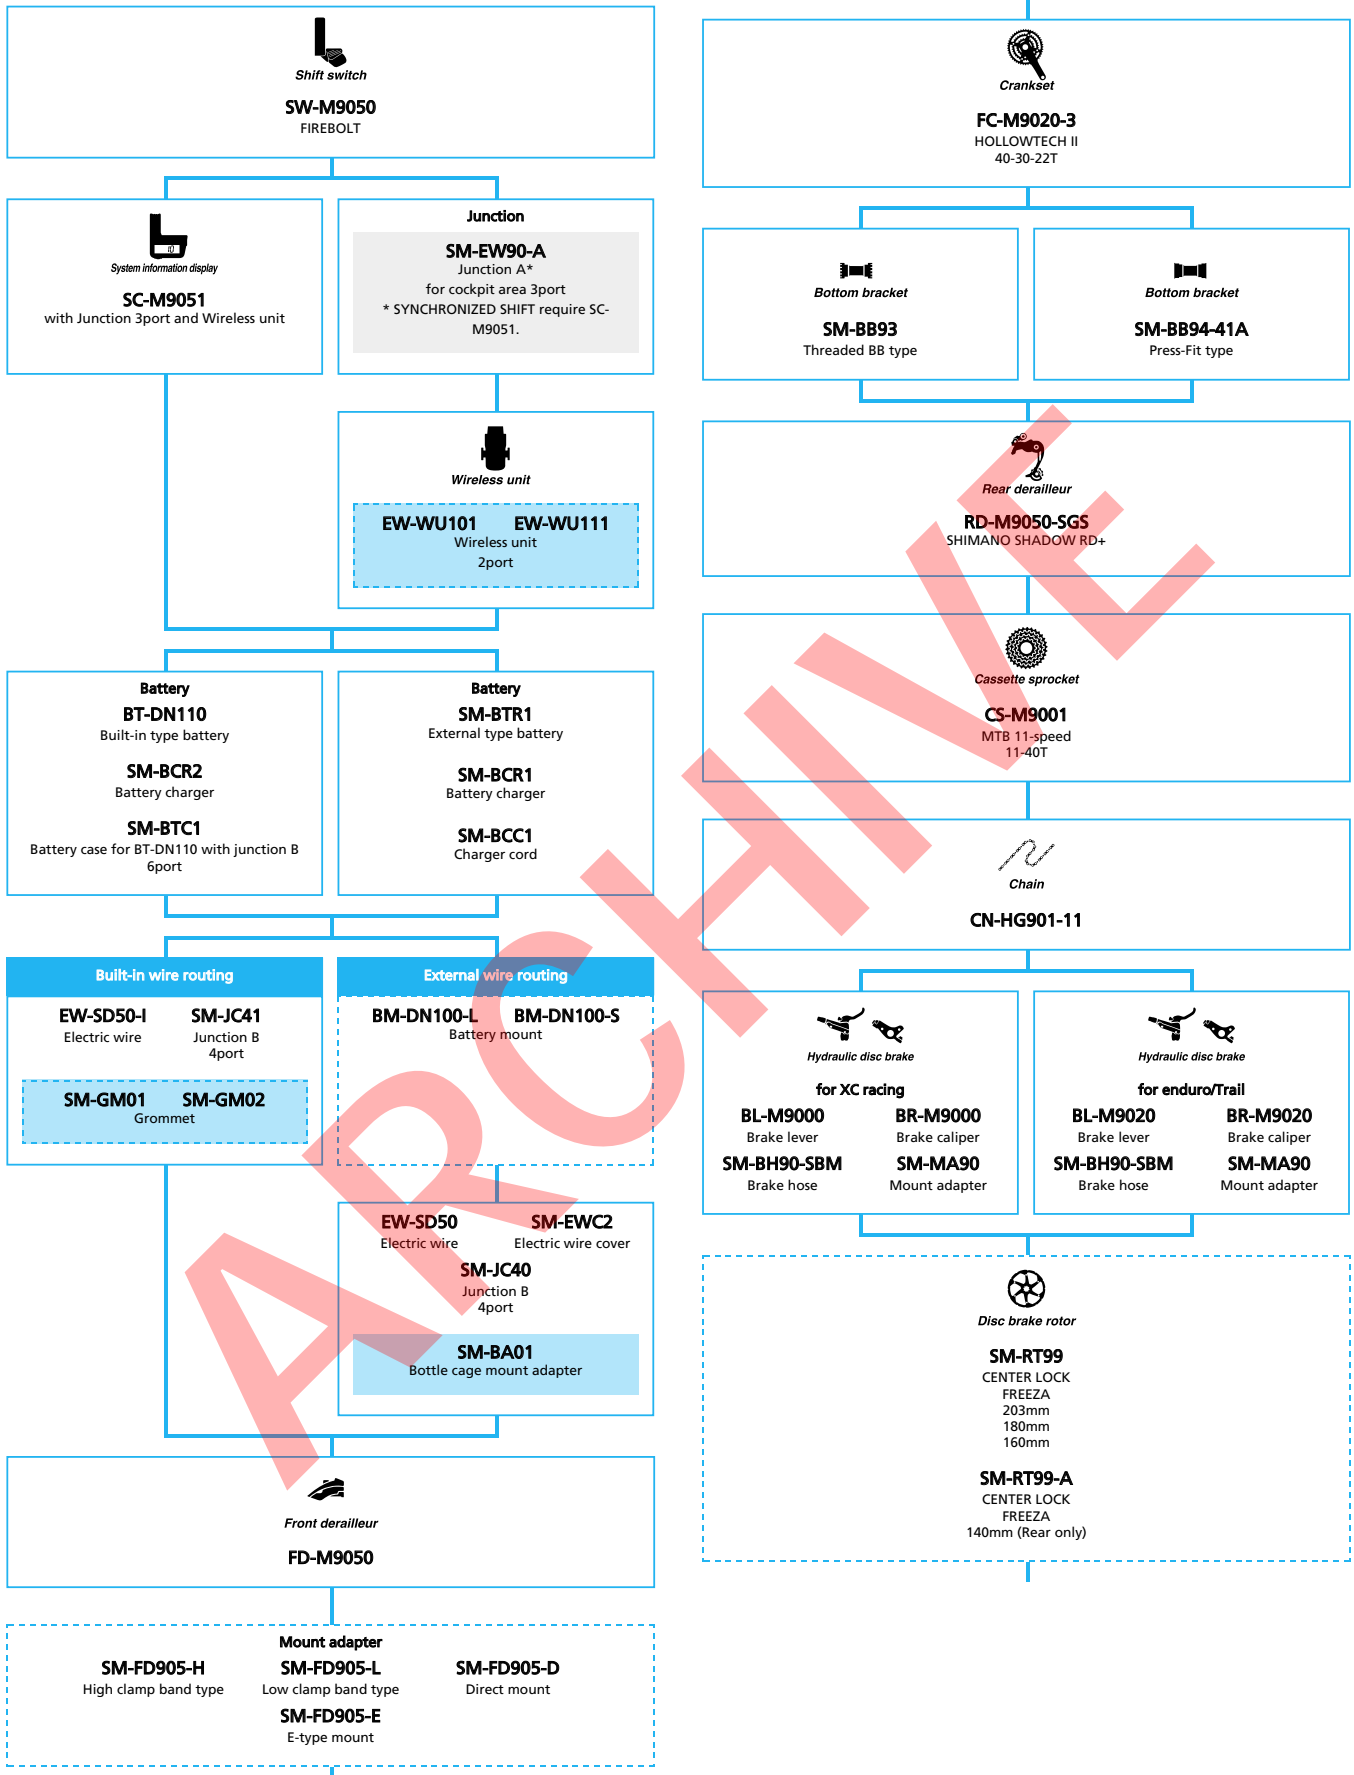 Shift switch
SW-M9050
FIREBOLT
System information display
SC-M9051
with Junction 3port and Wireless unit
Junction
SM-EW90-A
Junction A*
for cockpit area 3port
* SYNCHRONIZED SHIFT require SC-
M9051.
Wireless unit
EW-WU101 EW-WU111
Wireless unit
2port
Battery
BT-DN110
Built-in type battery
SM-BCR2
Battery charger
SM-BTC1
Battery case for BT-DN110 with junction B
6port
Battery
SM-BTR1
External type battery
SM-BCR1
Battery charger
SM-BCC1
Charger cord
Built-in wire routing
EW-SD50-I SM-JC41
Electric wire Junction B
4port
SM-GM01 SM-GM02
Grommet
External wire routing
BM-DN100-L BM-DN100-S
Battery mount
EW-SD50 SM-EWC2
Electric wire Electric wire cover
SM-JC40
Junction B
4port
SM-BA01
Bottle cage mount adapter
Front derailleur
FD-M9050
Mount adapter
SM-FD905-H SM-FD905-L SM-FD905-D
High clamp band type Low clamp band type Direct mount
SM-FD905-E
E-type mount
Crankset
FC-M9020-3
HOLLOWTECH II
40-30-22T
Bottom bracket
SM-BB93
Threaded BB type
Bottom bracket
SM-BB94-41A
Press-Fit type
Rear derailleur
RD-M9050-SGS
SHIMANO SHADOW RD+
Cassette sprocket
CS-M9001
MTB 11-speed
11-40T
Chain
CN-HG901-11
Hydraulic disc brake
for XC racing
BL-M9000 BR-M9000
Brake lever Brake caliper
SM-BH90-SBM SM-MA90
Brake hose Mount adapter
Hydraulic disc brake
for enduro/Trail
BL-M9020 BR-M9020
Brake lever Brake caliper
SM-BH90-SBM SM-MA90
Brake hose Mount adapter
Disc brake rotor
SM-RT99
CENTER LOCK
FREEZA
203mm
180mm
160mm
SM-RT99-A
CENTER LOCK
FREEZA
140mm (Rear only)
ARCHIVE